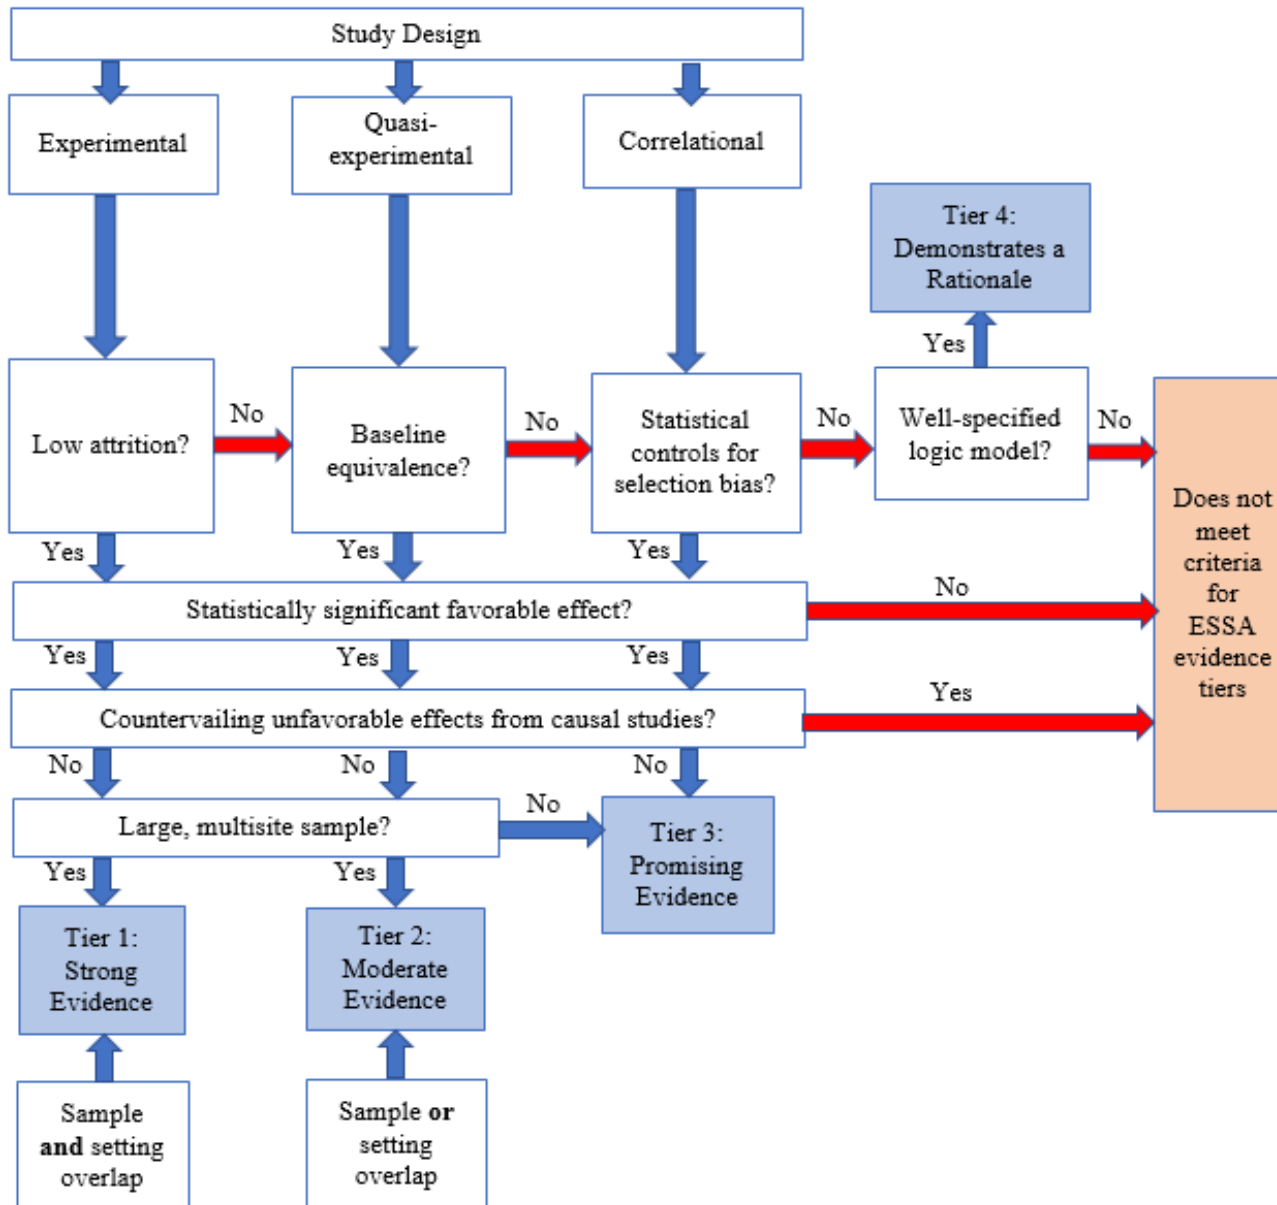 Study Design
Experimental
Quasi-
experimental
Correlational
Tier 4:
Demonstrates a
Rationale
Yes
Low attrition?
No
Baseline
equivalence?
No
Statistical
controls for
selection bias?
No
Well-specified
logic model?
No
Does not
meet
criteria
for
ESSA
evidence
tiers
Yes
Yes
Yes
Statistically significant favorable effect?
No
Yes
Yes
Yes
Countervailing unfavorable effects from causal studies?
Yes
No
No
No
Large, multisite sample?
No
Tier 3:
Promising
Evidence
Yes
Yes
Tier 1:
Strong
Evidence
Tier 2:
Moderate
Evidence
Sample
and setting
overlap
Sample or
setting
overlap